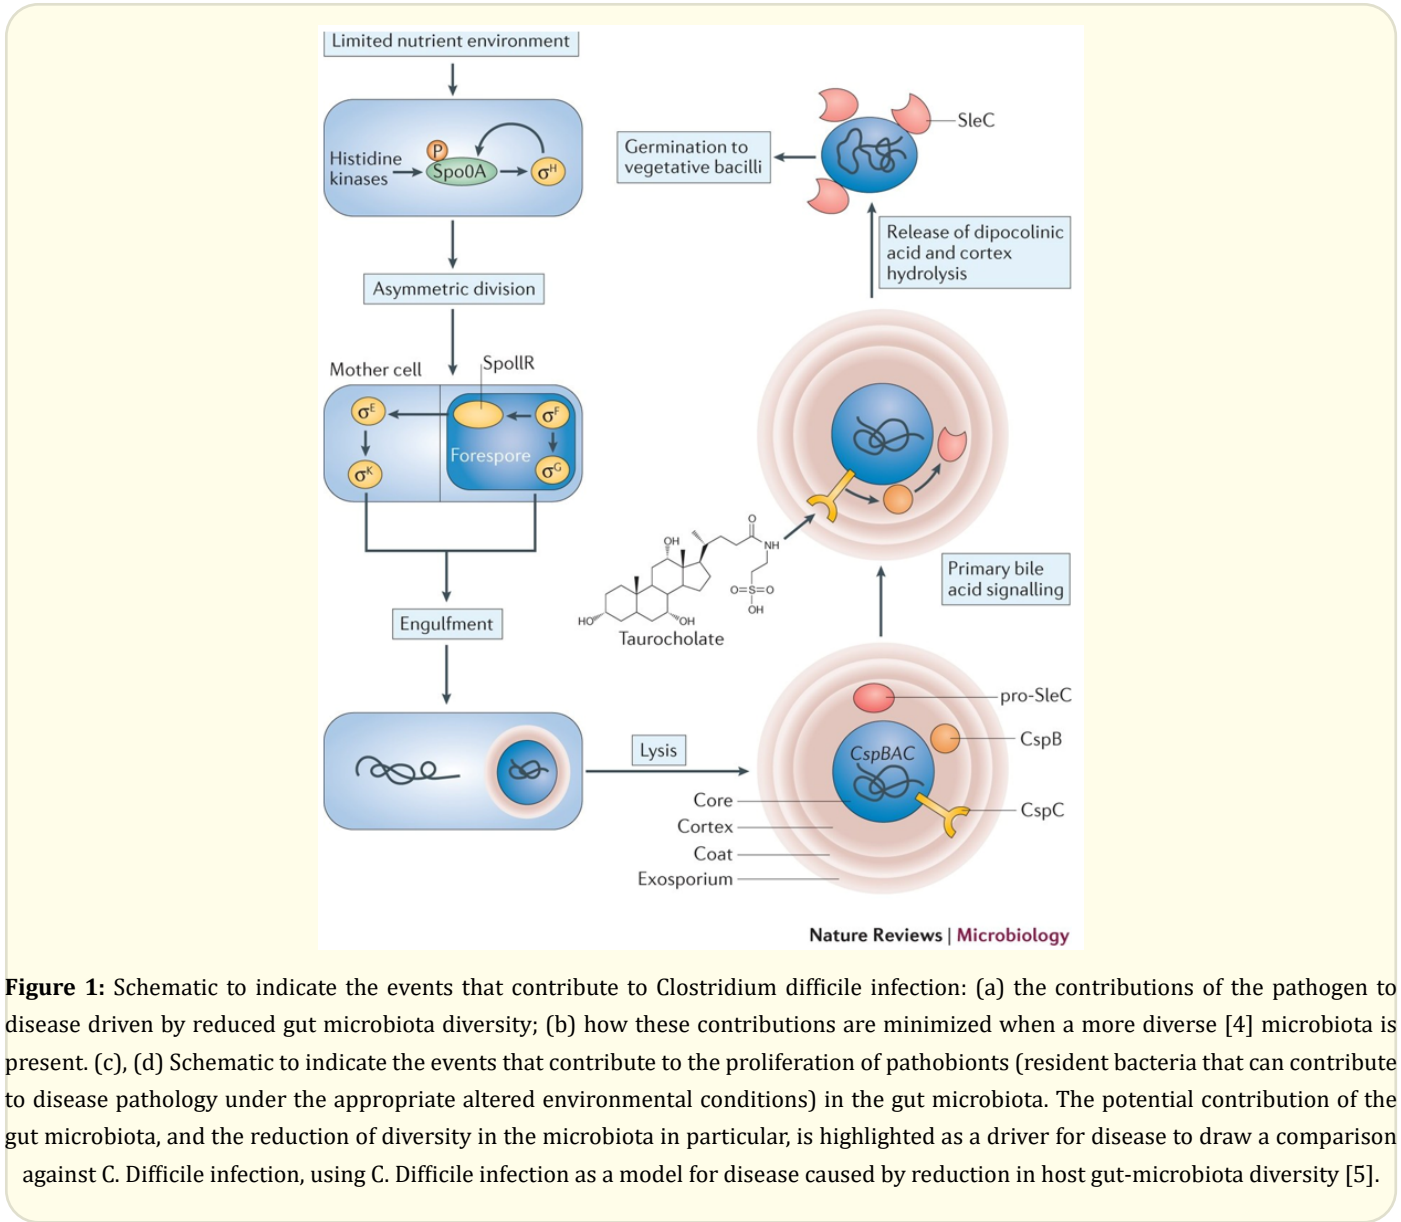 Limited nutrient environment
Histidine
kinases
P
Spo0A
σH
Asymmetric division
Mother cell
SpoIIR
σE
σF
Forespore
σK
σG
Engulfment
Lysis
SleC
Germination to
vegetative bacilli
Release of dipocolinic
acid and cortex
hydrolysis
O
OH
NH
O=S=O
OH
HO
OH
Taurocholate
Primary bile
acid signalling
pro-SleC
CspB
CspBAC
CspC
Core
Cortex
Coat
Exosporium
Nature Reviews | Microbiology
Figure 1: Schematic to indicate the events that contribute to Clostridium difficile infection: (a) the contributions of the pathogen to
disease driven by reduced gut microbiota diversity; (b) how these contributions are minimized when a more diverse [4] microbiota is
present. (c), (d) Schematic to indicate the events that contribute to the proliferation of pathobionts (resident bacteria that can contribute
to disease pathology under the appropriate altered environmental conditions) in the gut microbiota. The potential contribution of the
gut microbiota, and the reduction of diversity in the microbiota in particular, is highlighted as a driver for disease to draw a comparison
against C. Difficile infection, using C. Difficile infection as a model for disease caused by reduction in host gut-microbiota diversity [5].